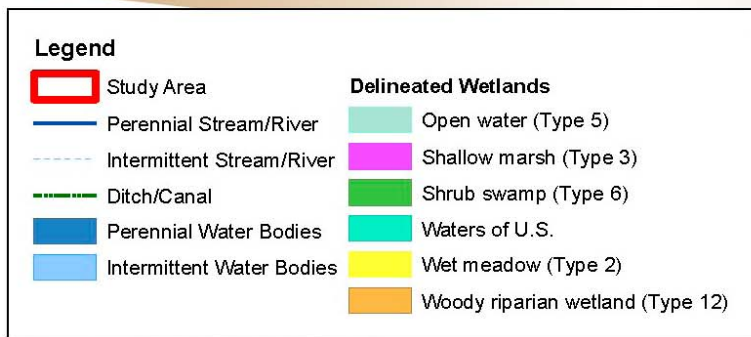 Legend
Study Area
Perennial Stream/River
Intermittent Stream/River
Ditch/Canal
Perennial Water Bodies
Intermittent Water Bodies
Delineated Wetlands
Open water (Type 5)
Shallow marsh (Type 3)
Shrub swamp (Type 6)
Waters of U.S.
Wet meadow (Type 2)
Woody riparian wetland (Type 12)